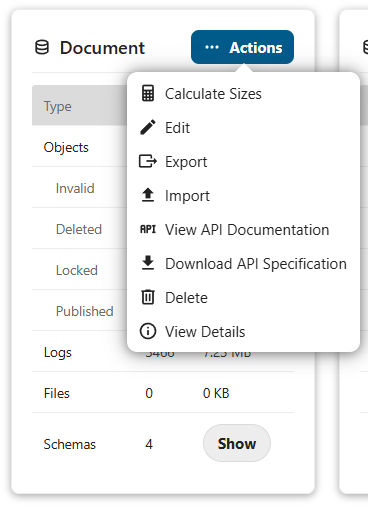 Document
Actions
Calculate Sizes
Edit
Export
Import
API View API Documentation
Download API Specification
Delete
View Details
Type
Objects
Invalid
Deleted
Locked
Published
Logs 5466 7.25 MB
Files 0 0 KB
Schemas 4 Show